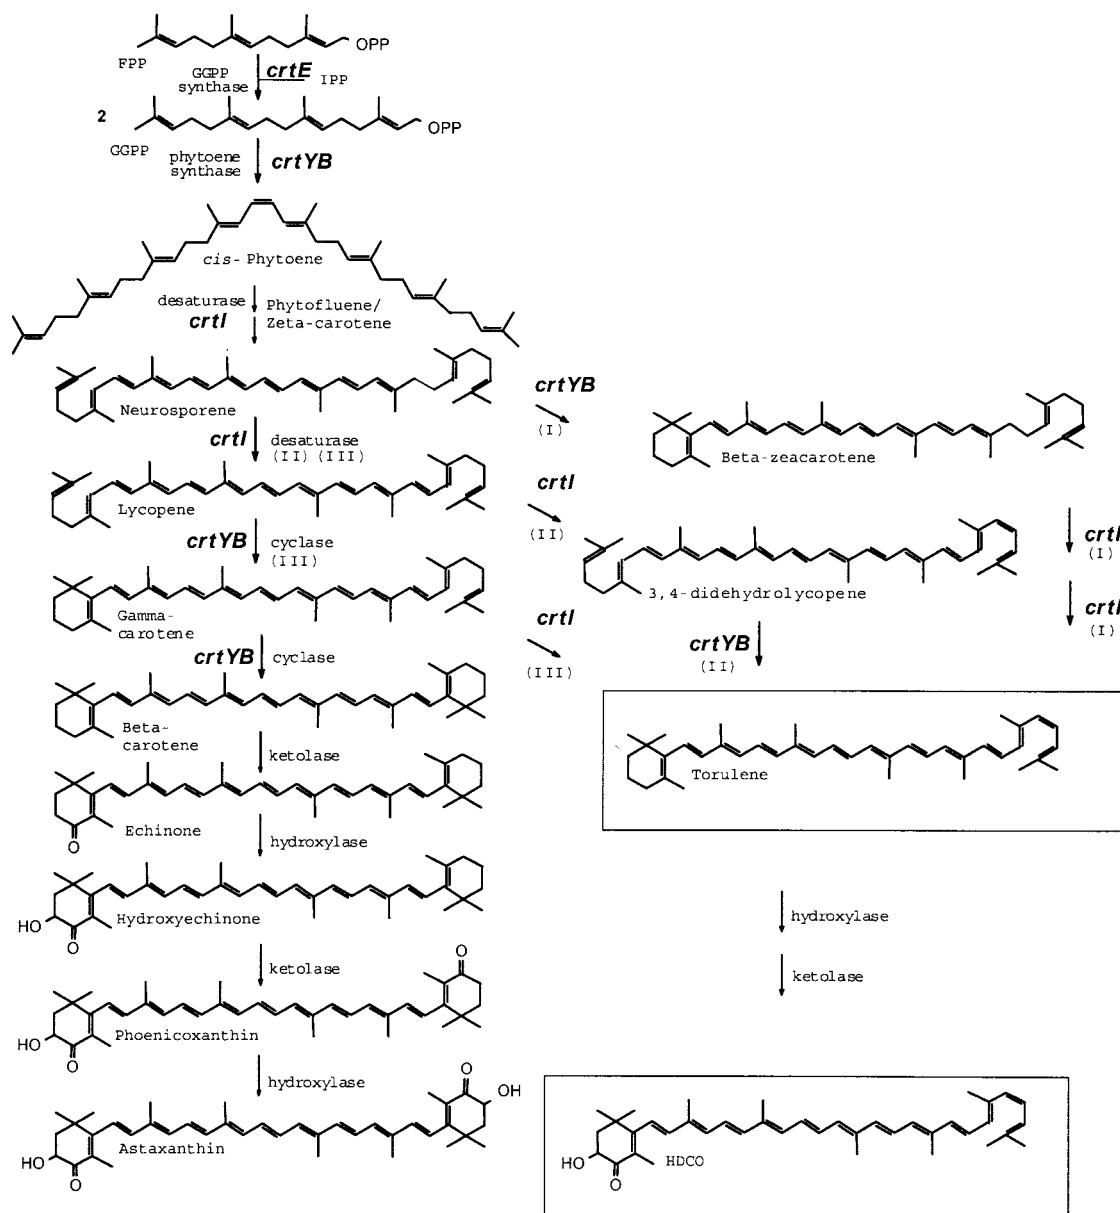 OPP
FPP
GGPP
synthase
crtE
IPP
2
OPP
GGPP
phytoene
synthase
crtYB
cis- Phytoene
desaturase
crtI
Phytofluene/
Zeta-carotene
Neurosporene
crtYB
(I)
Beta-zeacarotene
crtI
desaturase
(II) (III)
Lycopene
crtI
(II)
crtI
(I)
crtYB
cyclase
(III)
3,4-didehydrolycopene
Gamma-
carotene
crtI
(III)
crtYB
(II)
crtI
(I)
crtYB
cyclase
Beta-
carotene
Torulene
ketolase
O
Echinone
hydroxylase
HO
O
Hydroxyechinone
hydroxylase
ketolase
ketolase
O
HO
O
Phoenicoxanthin
hydroxylase
O
OH
HO
O
Astaxanthin
HO
O
HDCO